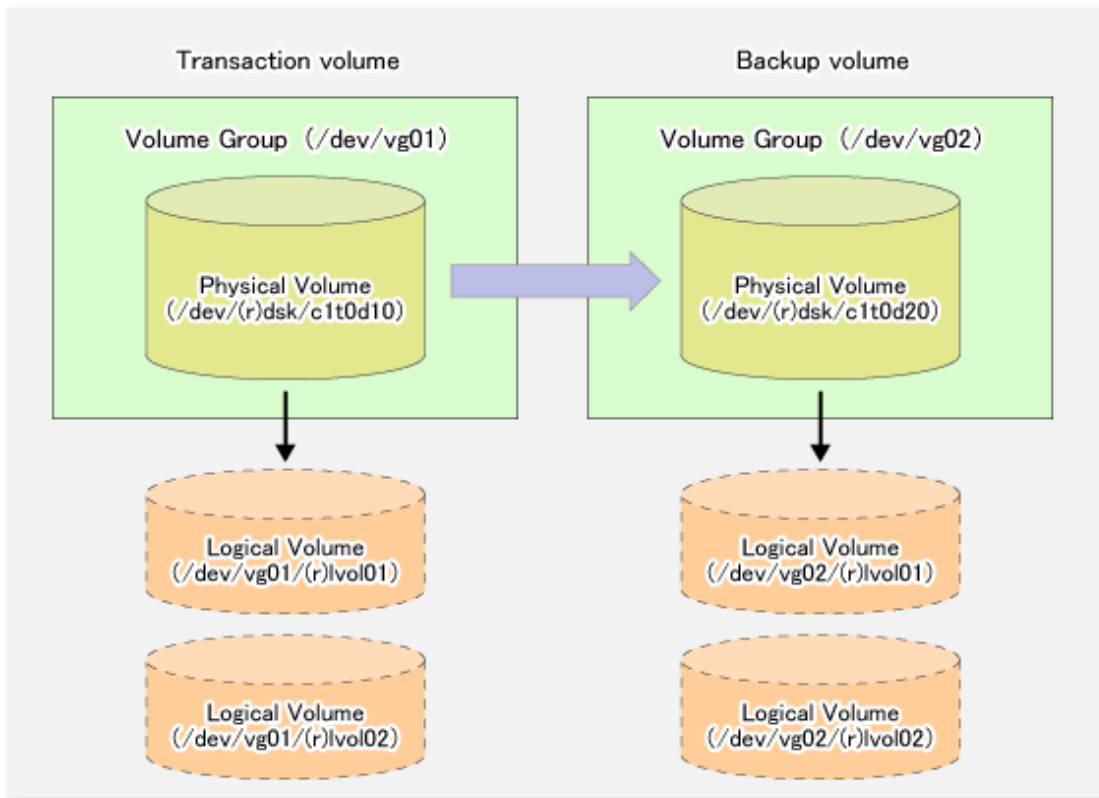 Transaction volume
Backup volume
Volume Group (/dev/vg01)
Volume Group (/dev/vg02)
Physical Volume
(/dev/(r)dsk/c1t0d10)
Physical Volume
(/dev/(r)dsk/c1t0d20)
Logical Volume
(/dev/vg01/(r)lvol01)
Logical Volume
(/dev/vg02/(r)lvol01)
Logical Volume
(/dev/vg01/(r)lvol02)
Logical Volume
(/dev/vg02/(r)lvol02)